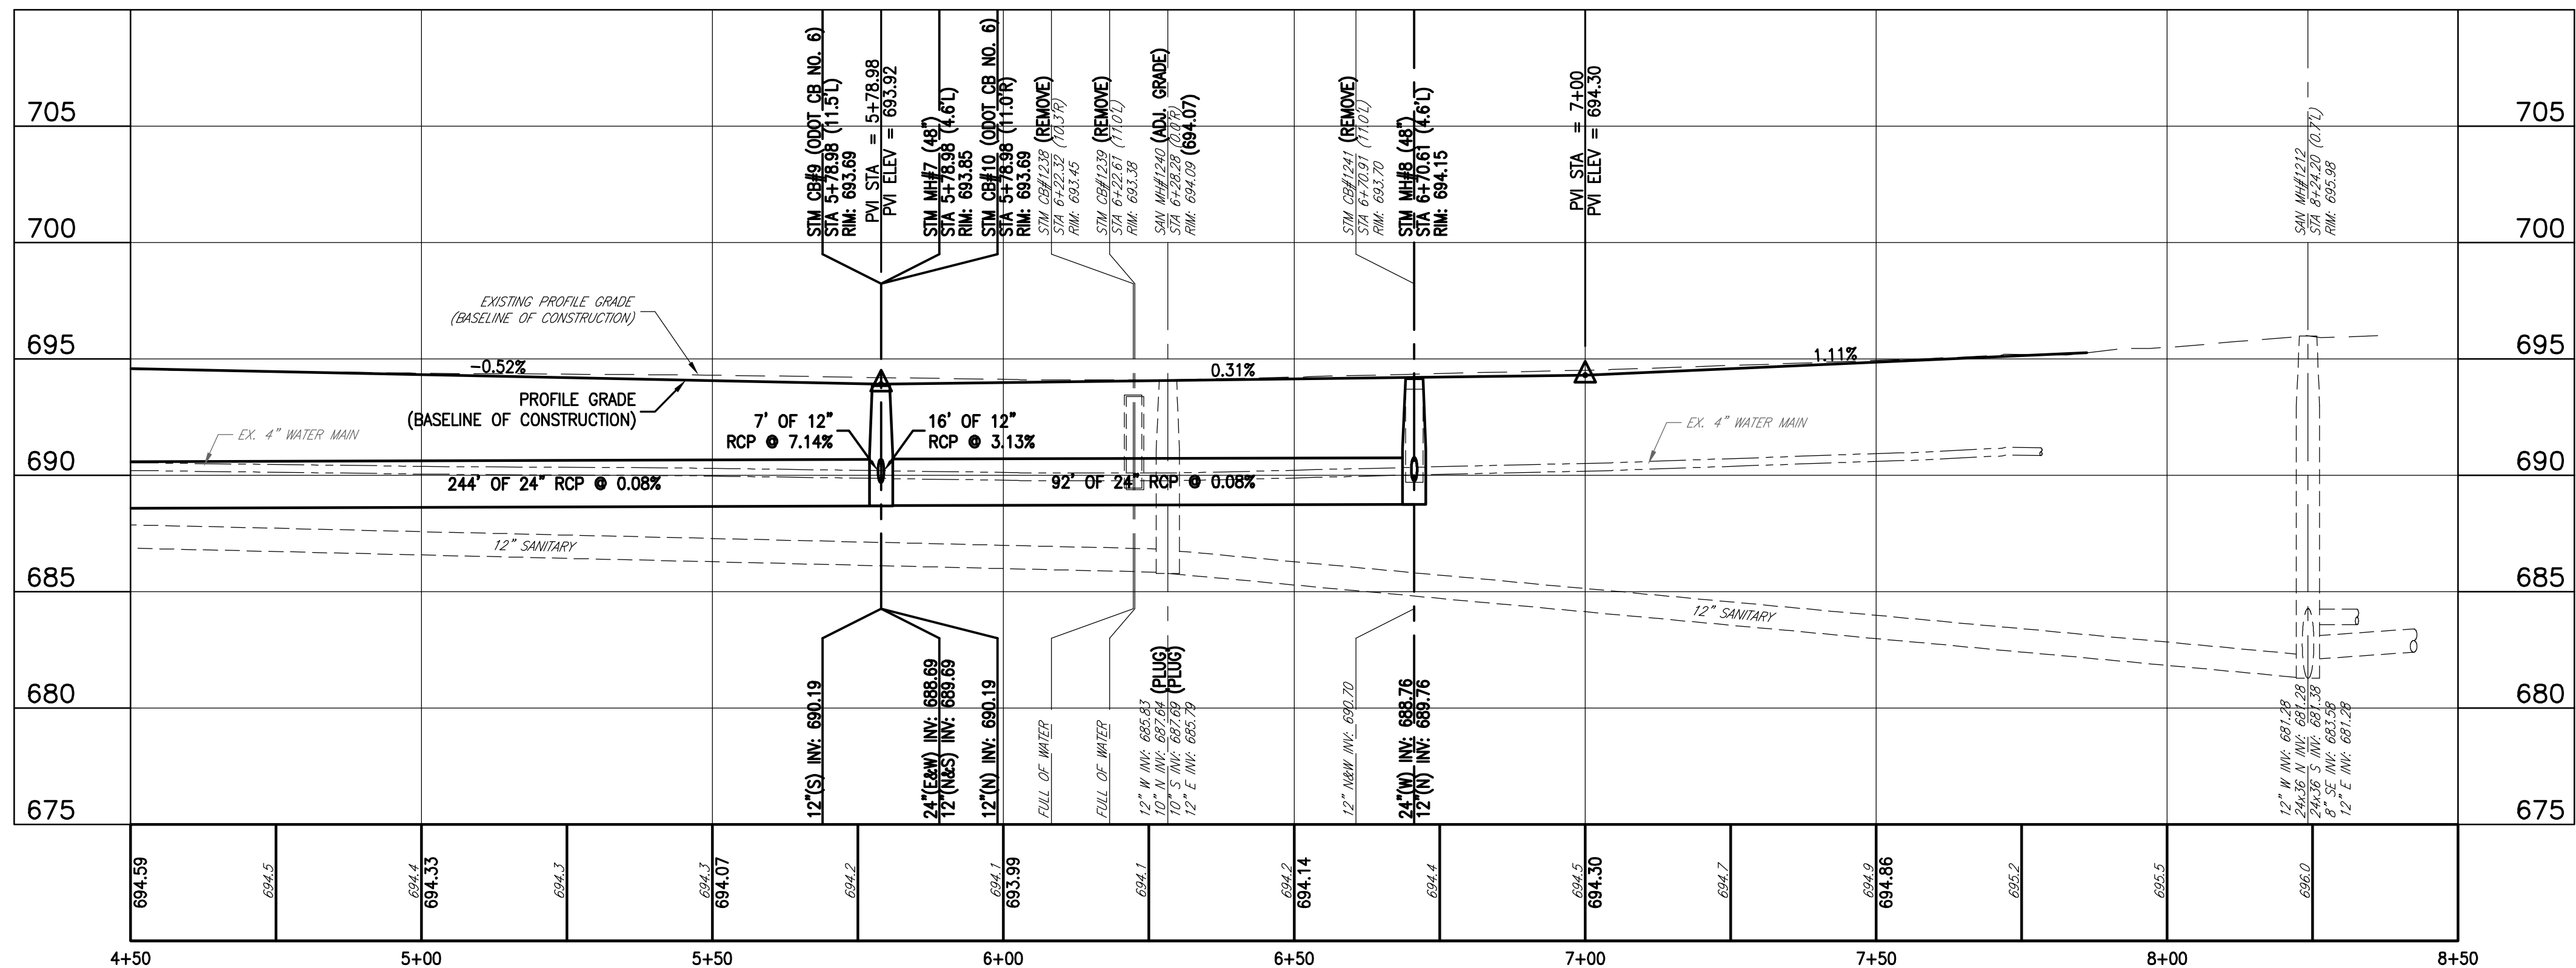 STM CB#9 (ODOT CB NO. 6)
STA 5+78.98 (11.5'L)
RIM: 693.69
PVI STA = 5+78.98
PVI ELEV = 693.92
STM MH#7 (48")
STA 5+78.98 (4.6'L)
RIM: 693.85
STM CB#10 (ODOT CB NO. 6)
STA 5+78.98 (11.0'R)
RIM: 693.69
STM CB#1238 (REMOVE)
STA 6+22.32 (10.3'R)
RIM: 693.45
STM CB#1239 (REMOVE)
STA 6+22.61 (11.0'L)
RIM: 693.38
SAN MH#1240 (ADJ. GRADE)
STA 6+28.28 (0.0'R)
RIM: 694.09 (694.07)
STM CB#1241 (REMOVE)
STA 6+70.91 (11.0'L)
RIM: 693.70
STM MH#8 (48")
STA 6+70.61 (4.6'L)
RIM: 694.15
PVI STA = 7+00
PVI ELEV = 694.30
SAN MH#1212
STA 8+24.20 (0.7'L)
RIM: 695.98
705 705
700 700
695 695
690 690
685 685
680 680
675 675
EXISTING PROFILE GRADE
(BASELINE OF CONSTRUCTION)
-0.52%
0.31%
1.11%
PROFILE GRADE
(BASELINE OF CONSTRUCTION)
7' OF 12"
RCP @ 7.14%
16' OF 12"
RCP @ 3.13%
EX. 4" WATER MAIN
EX. 4" WATER MAIN
244' OF 24" RCP @ 0.08%
92' OF 24" RCP @ 0.08%
12" SANITARY
12" SANITARY
12"(S) INV: 690.19
24"(E&W) INV: 688.69
12"(N&S) INV: 689.69
12"(N) INV: 690.19
FULL OF WATER
FULL OF WATER
12" W INV: 685.83
10" N INV: 687.64 (PLUG)
10" S INV: 687.69 (PLUG)
12" E INV: 685.79
12" N&W INV: 690.70
24"(W) INV: 688.76
12"(N) INV: 689.76
12" W INV: 681.28
24x36 N INV: 681.28
24x36 S INV: 681.38
8" SE INV: 683.58
12" E INV: 681.28
694.59
694.5
694.4
694.33
694.3
694.3
694.07
694.2
694.1
693.99
694.1
694.2
694.14
694.4
694.5
694.30
694.7
694.9
694.86
695.2
695.5
696.0
4+50 5+00 5+50 6+00 6+50 7+00 7+50 8+00 8+50